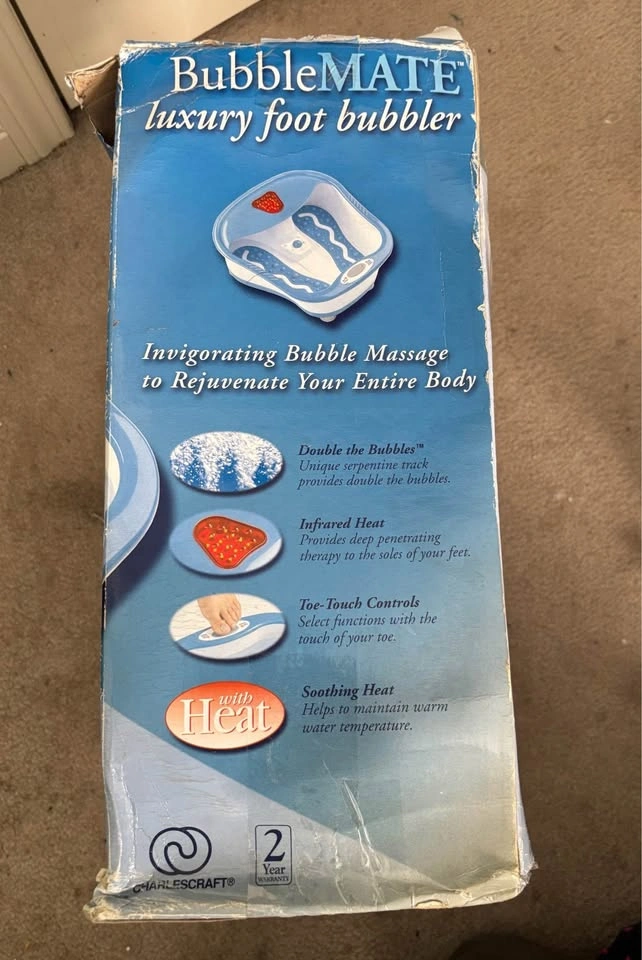 BubbleMATE™
luxury foot bubbler
Invigorating Bubble Massage
to Rejuvenate Your Entire Body
Double the Bubbles™
Unique serpentine track
provides double the bubbles.
Infrared Heat
Provides deep penetrating
therapy to the soles of your feet.
Toe-Touch Controls
Select functions with the
touch of your toe.
with
Heat
Soothing Heat
Helps to maintain warm
water temperature.
CHARLESCRAFT®
2
Year
WARRANTY